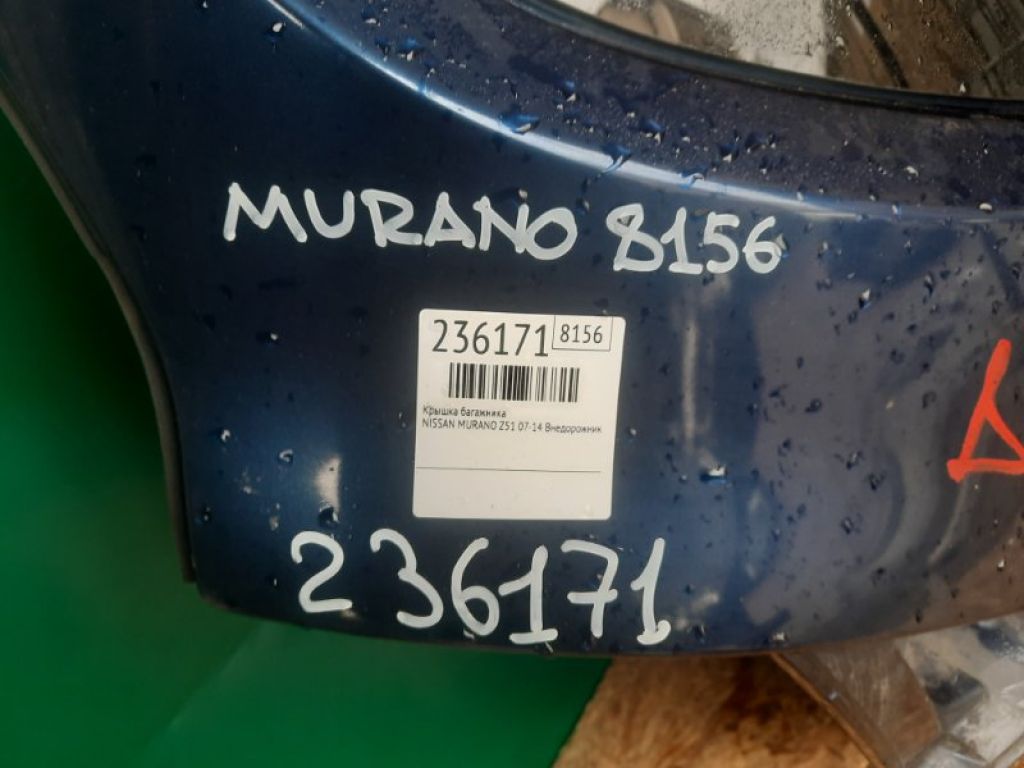 MURANO 8156
236171 8156
Крышка багажника
NISSAN MURANO Z51 07-14 Внедорожник
236171